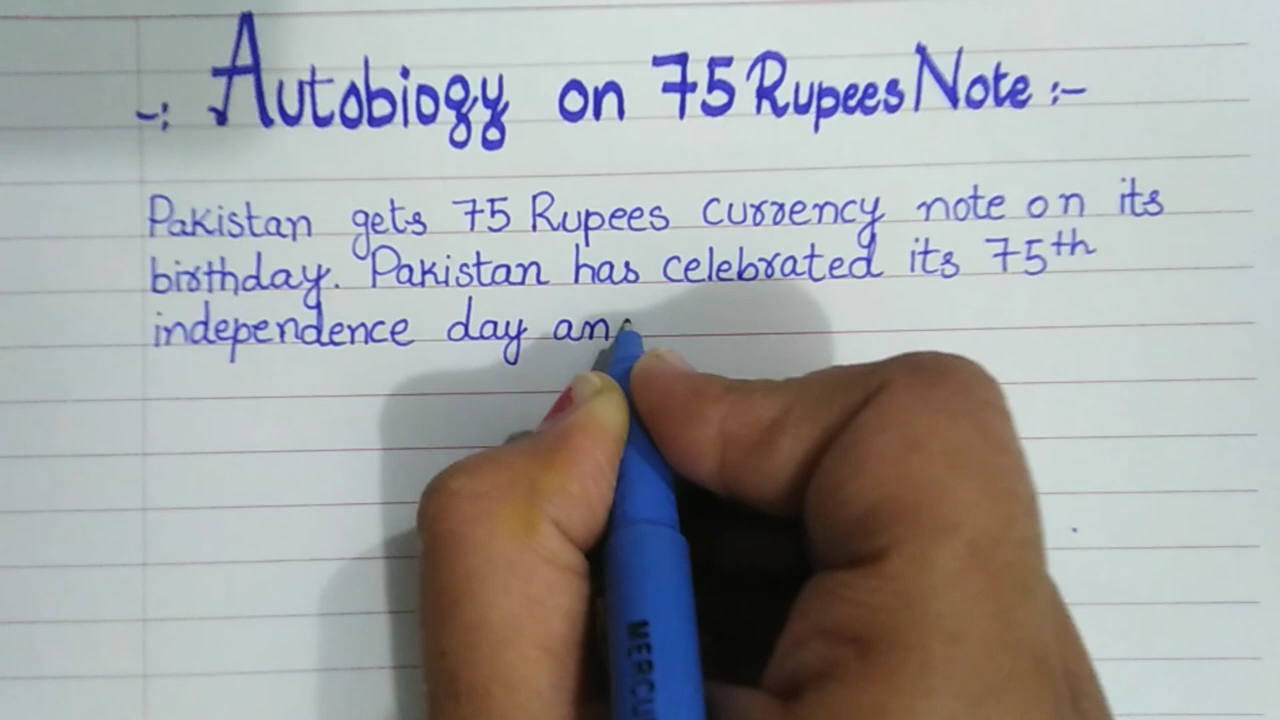 -: Autobiogy on 75 Rupees Note :-
Pakistan gets 75 Rupees currency note on its
birthday. Pakistan has celebrated its 75th
independence day an